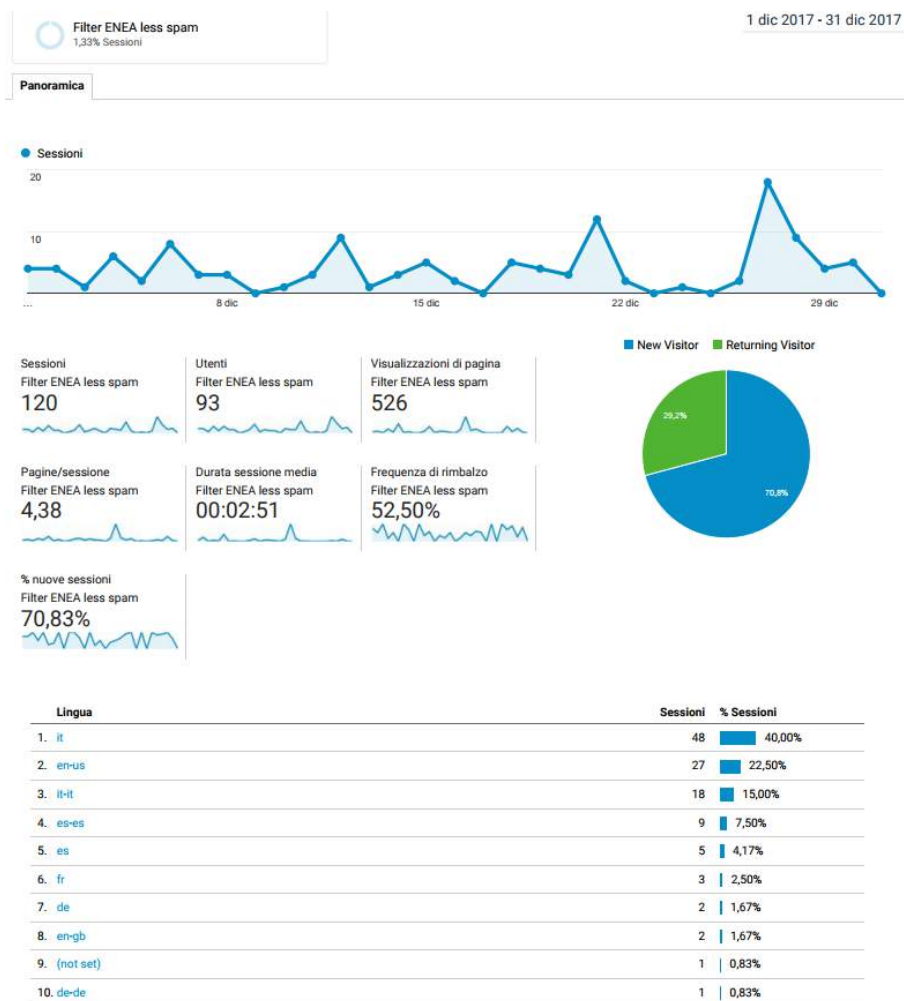 Filter ENEA less spam
1,33% Sessioni
1 dic 2017 - 31 dic 2017
Panoramica
Sessioni
20
10
...
8 dic
15 dic
22 dic
29 dic
New Visitor
Returning Visitor
29,2%
70,8%
Sessioni
Filter ENEA less spam
120
Utenti
Filter ENEA less spam
93
Visualizzazioni di pagina
Filter ENEA less spam
526
Pagine/sessione
Filter ENEA less spam
4,38
Durata sessione media
Filter ENEA less spam
00:02:51
Frequenza di rimbalzo
Filter ENEA less spam
52,50%
% nuove sessioni
Filter ENEA less spam
70,83%
Lingua Sessioni % Sessioni
1. it 48 40,00%
2. en-us 27 22,50%
3. it-it 18 15,00%
4. es-es 9 7,50%
5. es 5 4,17%
6. fr 3 2,50%
7. de 2 1,67%
8. en-gb 2 1,67%
9. (not set) 1 0,83%
10. de-de 1 0,83%